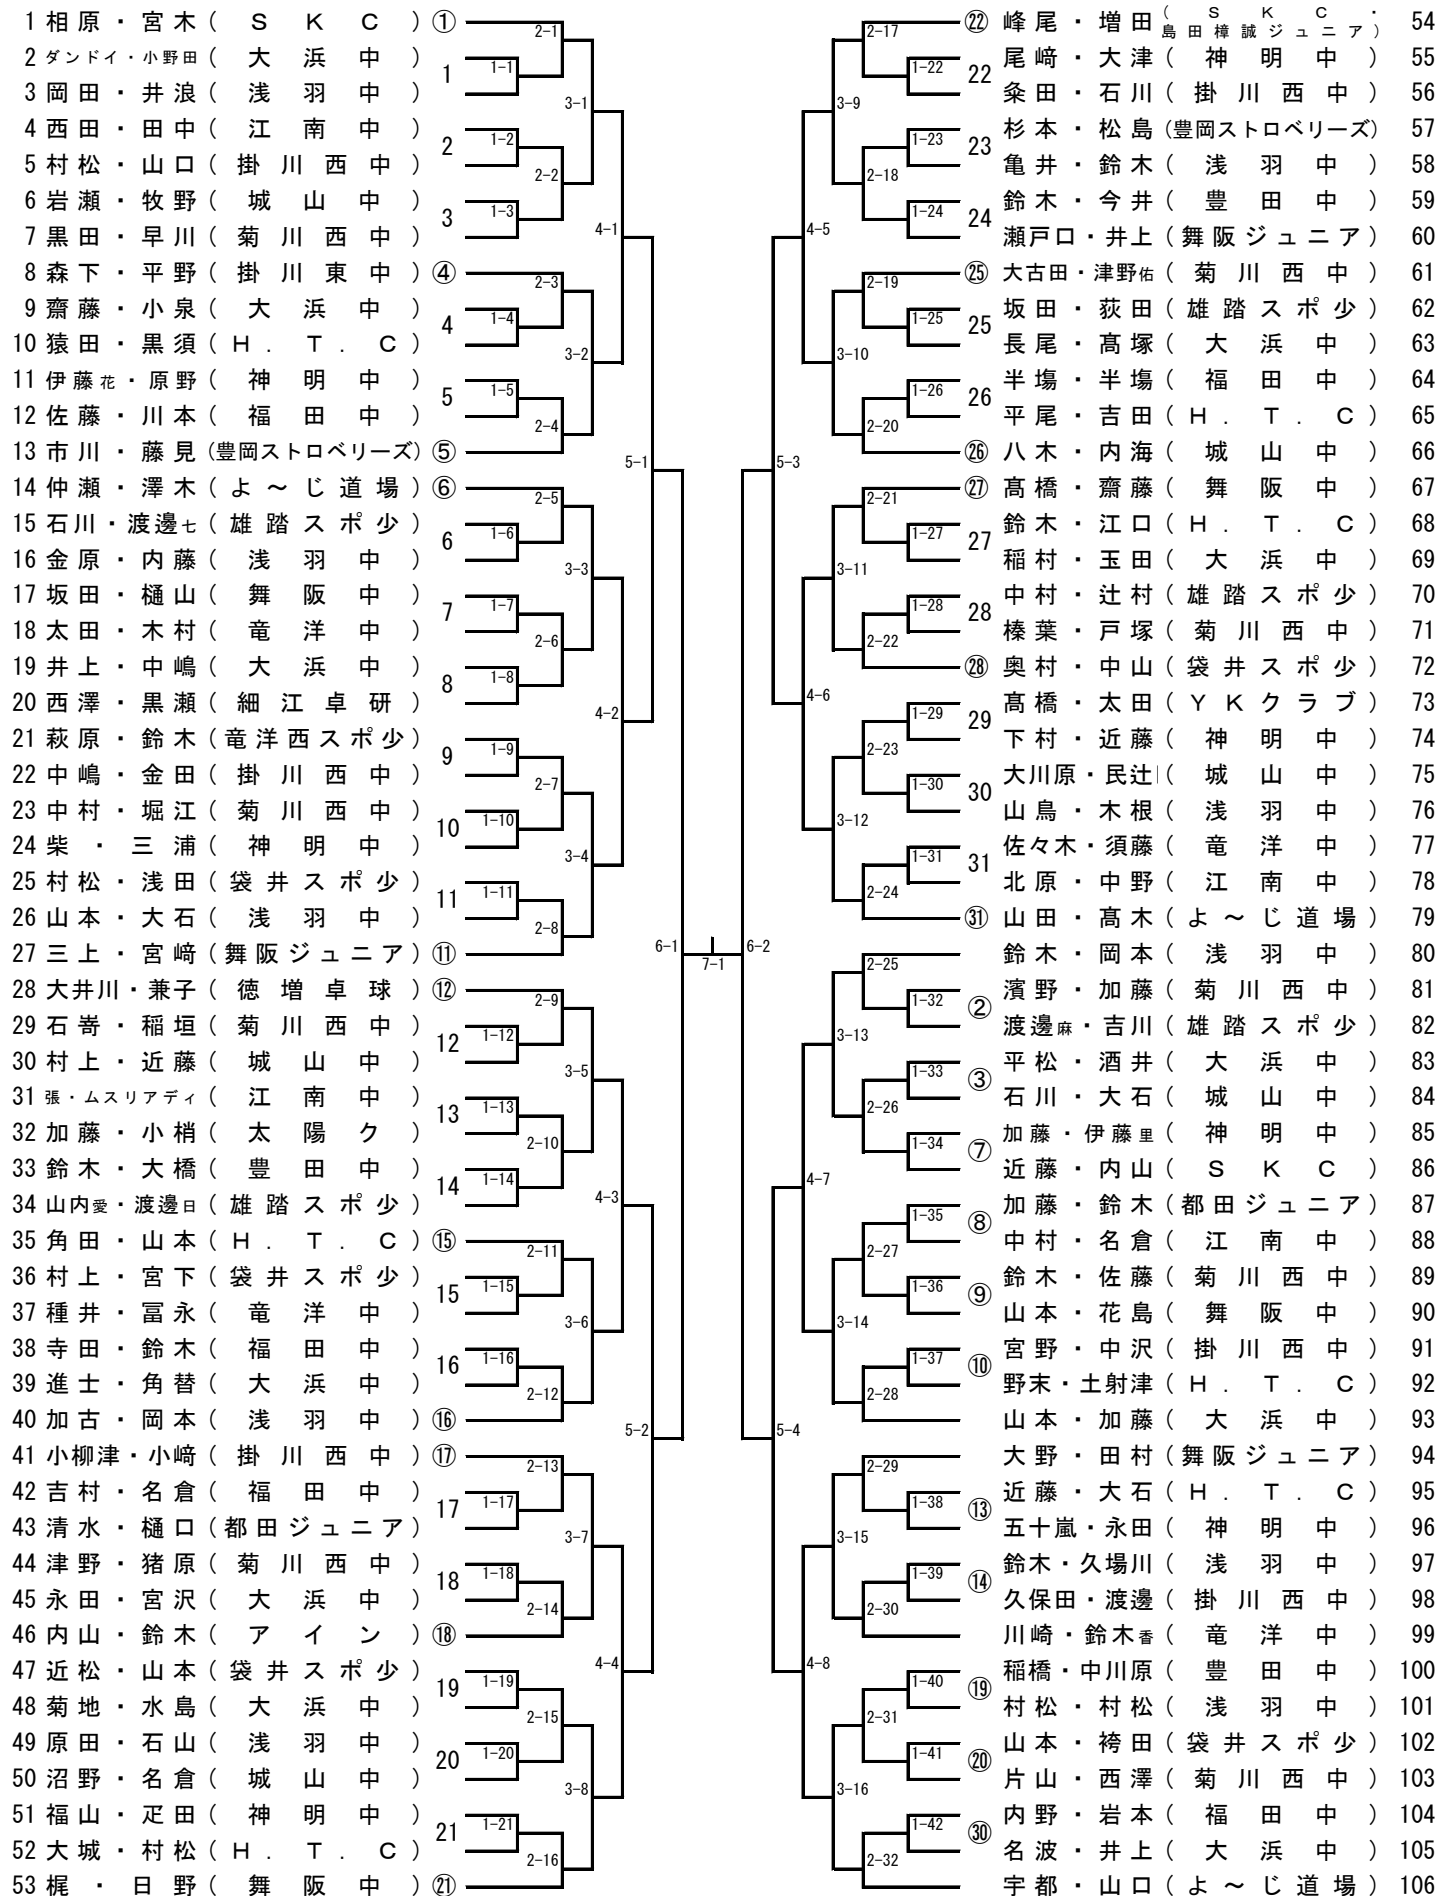 1 相原・宮木 (ＳＫＣ) ①
2 ダンドイ・小野田 (大浜中)
1
3 岡田・井浪 (浅羽中)
4 西田・田中 (江南中)
2
5 村松・山口 (掛川西中)
6 岩瀬・牧野 (城山中)
3
7 黒田・早川 (菊川西中)
8 森下・平野 (掛川東中) ④
9 齋藤・小泉 (大浜中)
4
10 猿田・黒須 (Ｈ．Ｔ．Ｃ)
11 伊藤花・原野 (神明中)
5
12 佐藤・川本 (福田中)
13 市川・藤見 (豊岡ストロベリーズ) ⑤
14 仲瀬・澤木 (よ～じ道場) ⑥
15 石川・渡邊七 (雄踏スポ少)
6
16 金原・内藤 (浅羽中)
17 坂田・樋山 (舞阪中)
7
18 太田・木村 (竜洋中)
19 井上・中嶋 (大浜中)
8
20 西澤・黒瀬 (細江卓研)
21 萩原・鈴木 (竜洋西スポ少)
9
22 中嶋・金田 (掛川西中)
23 中村・堀江 (菊川西中)
10
24 柴・三浦 (神明中)
25 村松・浅田 (袋井スポ少)
11
26 山本・大石 (浅羽中)
27 三上・宮﨑 (舞阪ジュニア) ⑪
28 大井川・兼子 (徳増卓球) ⑫
29 石嵜・稲垣 (菊川西中)
12
30 村上・近藤 (城山中)
31 張・ムスリアディ (江南中)
13
32 加藤・小梢 (太陽ク)
33 鈴木・大橋 (豊田中)
14
34 山内愛・渡邊日 (雄踏スポ少)
35 角田・山本 (Ｈ．Ｔ．Ｃ) ⑮
36 村上・宮下 (袋井スポ少)
15
37 種井・冨永 (竜洋中)
38 寺田・鈴木 (福田中)
16
39 進士・角替 (大浜中)
40 加古・岡本 (浅羽中) ⑯
41 小柳津・小﨑 (掛川西中) ⑰
42 吉村・名倉 (福田中)
17
43 清水・樋口 (都田ジュニア)
44 津野・猪原 (菊川西中)
18
45 永田・宮沢 (大浜中)
46 内山・鈴木 (アイン) ⑱
47 近松・山本 (袋井スポ少)
19
48 菊地・水島 (大浜中)
49 原田・石山 (浅羽中)
20
50 沼野・名倉 (城山中)
51 福山・疋田 (神明中)
21
52 大城・村松 (Ｈ．Ｔ．Ｃ)
53 梶・日野 (舞阪中) ㉑
1-1
1-2
1-3
1-4
1-5
1-6
1-7
1-8
1-9
1-10
1-11
1-12
1-13
1-14
1-15
1-16
1-17
1-18
1-19
1-20
1-21
2-1
2-2
2-3
2-4
2-5
2-6
2-7
2-8
2-9
2-10
2-11
2-12
2-13
2-14
2-15
2-16
3-1
3-2
3-3
3-4
3-5
3-6
3-7
3-8
4-1
4-2
4-3
4-4
5-1
5-2
6-1
7-1
6-2
5-3
5-4
4-5
4-6
4-7
4-8
3-9
3-10
3-11
3-12
3-13
3-14
3-15
3-16
2-17
2-18
2-19
2-20
2-21
2-22
2-23
2-24
2-25
2-26
2-27
2-28
2-29
2-30
2-31
2-32
1-22
1-23
1-24
1-25
1-26
1-27
1-28
1-29
1-30
1-31
1-32
1-33
1-34
1-35
1-36
1-37
1-38
1-39
1-40
1-41
1-42
㉒ 峰尾・増田 (ＳＫＣ・島田樟誠ジュニア) 54
尾﨑・大津 (神明中) 55
22
粂田・石川 (掛川西中) 56
杉本・松島 (豊岡ストロベリーズ) 57
23
亀井・鈴木 (浅羽中) 58
鈴木・今井 (豊田中) 59
24
瀬戸口・井上 (舞阪ジュニア) 60
㉕ 大古田・津野佑 (菊川西中) 61
坂田・荻田 (雄踏スポ少) 62
25
長尾・髙塚 (大浜中) 63
半塲・半塲 (福田中) 64
26
平尾・吉田 (Ｈ．Ｔ．Ｃ) 65
㉖ 八木・内海 (城山中) 66
㉗ 髙橋・齋藤 (舞阪中) 67
鈴木・江口 (Ｈ．Ｔ．Ｃ) 68
27
稲村・玉田 (大浜中) 69
中村・辻村 (雄踏スポ少) 70
28
榛葉・戸塚 (菊川西中) 71
㉘ 奥村・中山 (袋井スポ少) 72
髙橋・太田 (ＹＫクラブ) 73
29
下村・近藤 (神明中) 74
大川原・民辻 (城山中) 75
30
山鳥・木根 (浅羽中) 76
佐々木・須藤 (竜洋中) 77
31
北原・中野 (江南中) 78
㉛ 山田・髙木 (よ～じ道場) 79
鈴木・岡本 (浅羽中) 80
濱野・加藤 (菊川西中) 81
②
渡邊麻・吉川 (雄踏スポ少) 82
平松・酒井 (大浜中) 83
③
石川・大石 (城山中) 84
加藤・伊藤里 (神明中) 85
⑦
近藤・内山 (ＳＫＣ) 86
加藤・鈴木 (都田ジュニア) 87
⑧
中村・名倉 (江南中) 88
鈴木・佐藤 (菊川西中) 89
⑨
山本・花島 (舞阪中) 90
宮野・中沢 (掛川西中) 91
⑩
野末・土射津 (Ｈ．Ｔ．Ｃ) 92
山本・加藤 (大浜中) 93
大野・田村 (舞阪ジュニア) 94
近藤・大石 (Ｈ．Ｔ．Ｃ) 95
⑬
五十嵐・永田 (神明中) 96
鈴木・久場川 (浅羽中) 97
⑭
久保田・渡邊 (掛川西中) 98
川崎・鈴木香 (竜洋中) 99
稲橋・中川原 (豊田中) 100
⑲
村松・村松 (浅羽中) 101
山本・袴田 (袋井スポ少) 102
⑳
片山・西澤 (菊川西中) 103
内野・岩本 (福田中) 104
㉚
名波・井上 (大浜中) 105
宇都・山口 (よ～じ道場) 106